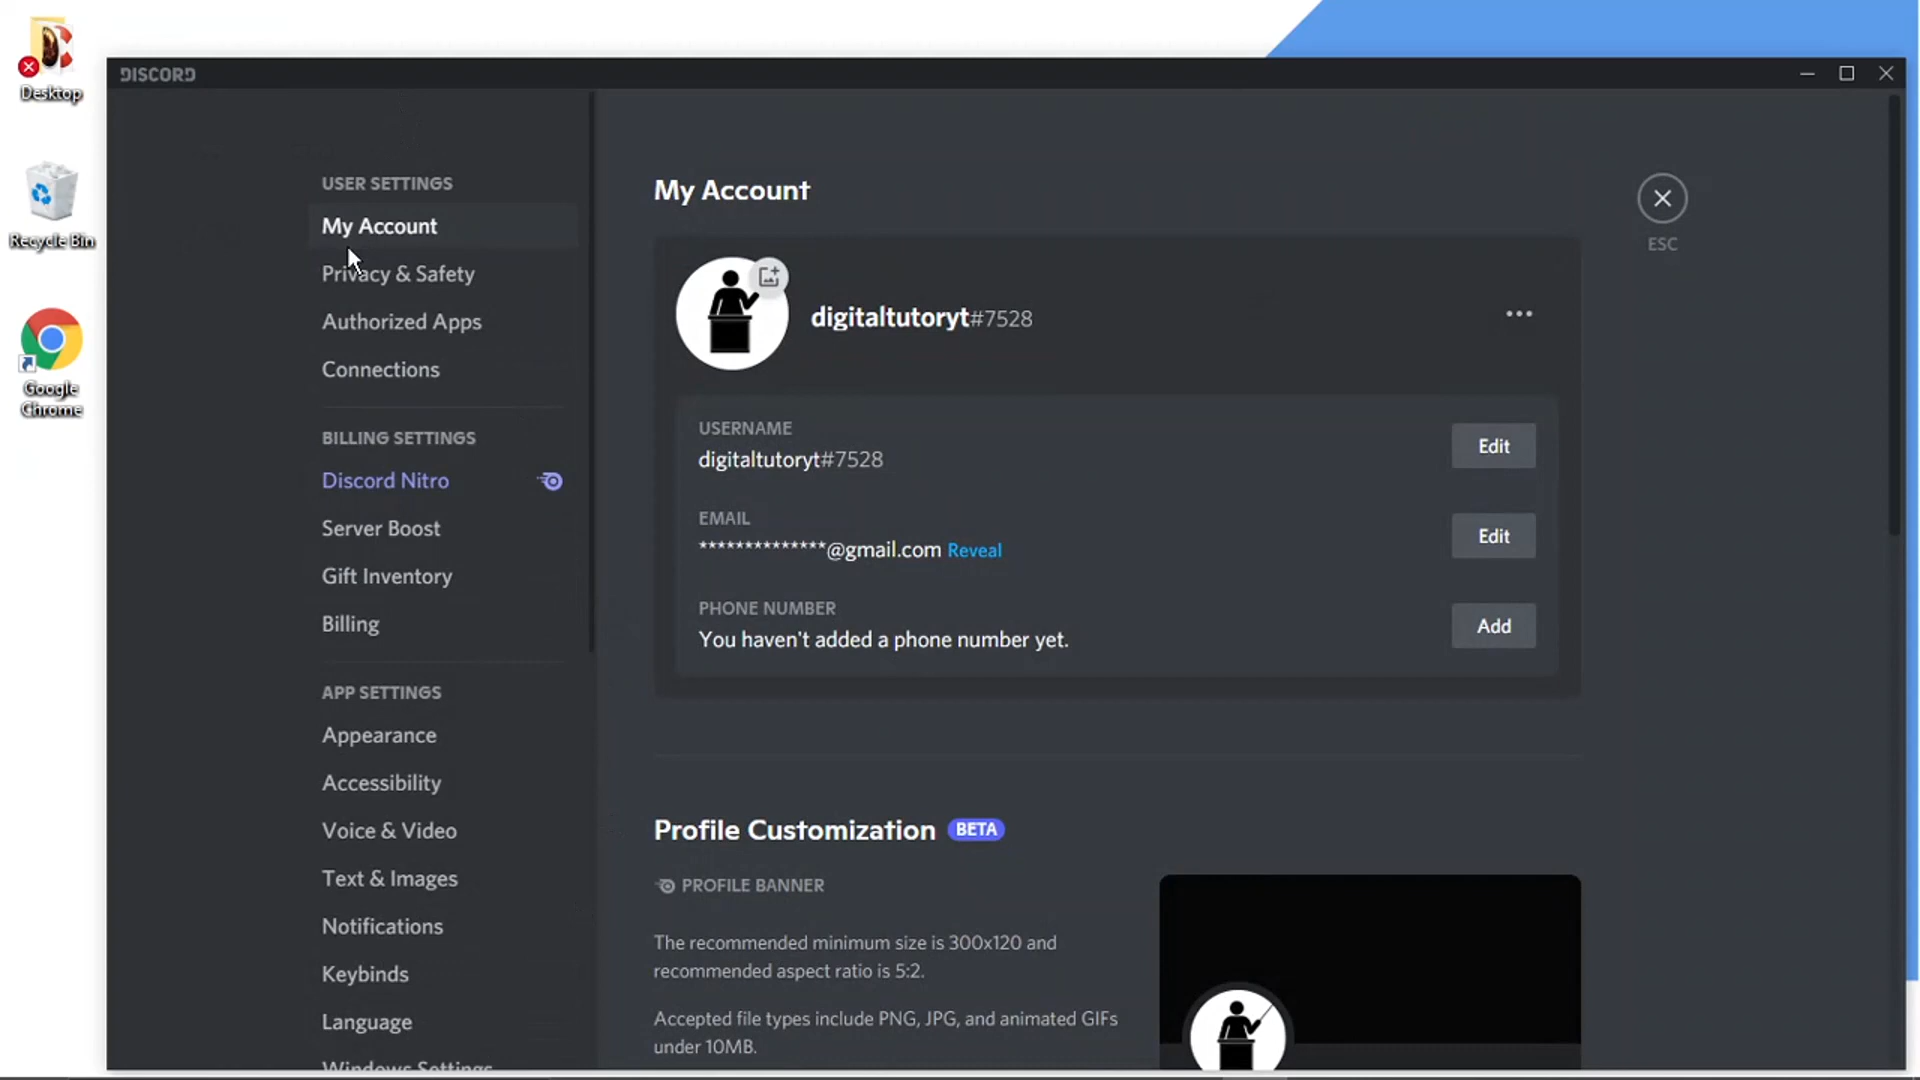 Desktop
Recycle Bin
Google
Chrome
DISCORD
USER SETTINGS
My Account
Privacy & Safety
Authorized Apps
Connections
BILLING SETTINGS
Discord Nitro
Server Boost
Gift Inventory
Billing
APP SETTINGS
Appearance
Accessibility
Voice & Video
Text & Images
Notifications
Keybinds
Language
Windows Settings
My Account
ESC
digitaltutoryt#7528
USERNAME
digitaltutoryt#7528
Edit
EMAIL
**************@gmail.com Reveal
Edit
PHONE NUMBER
You haven't added a phone number yet.
Add
Profile Customization BETA
PROFILE BANNER
The recommended minimum size is 300x120 and
recommended aspect ratio is 5:2.
Accepted file types include PNG, JPG, and animated GIFs
under 10MB.